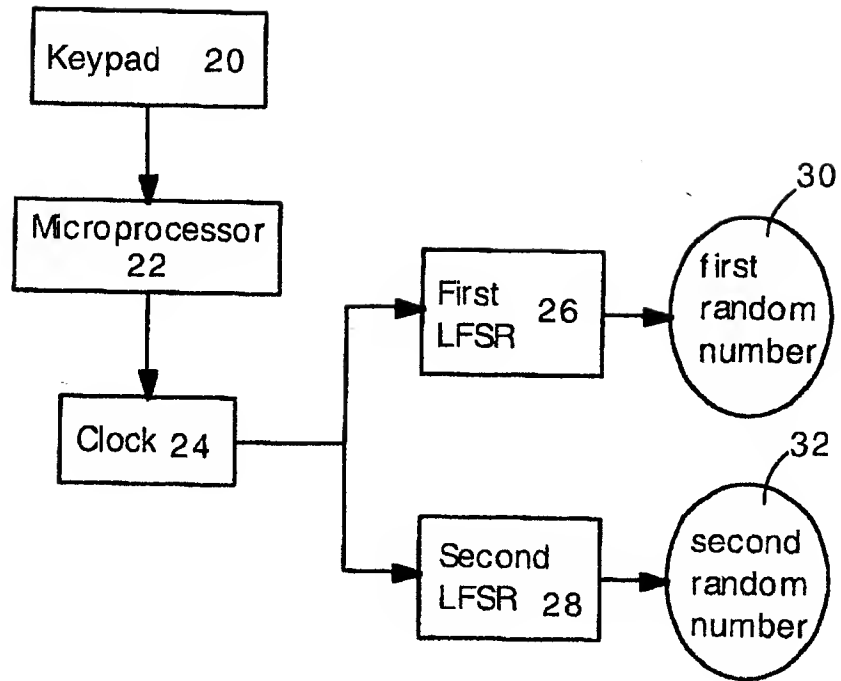 Keypad 20
Microprocessor
22
Clock 24
First
LFSR 26
30
first
random
number
Second
LFSR 28
32
second
random
number